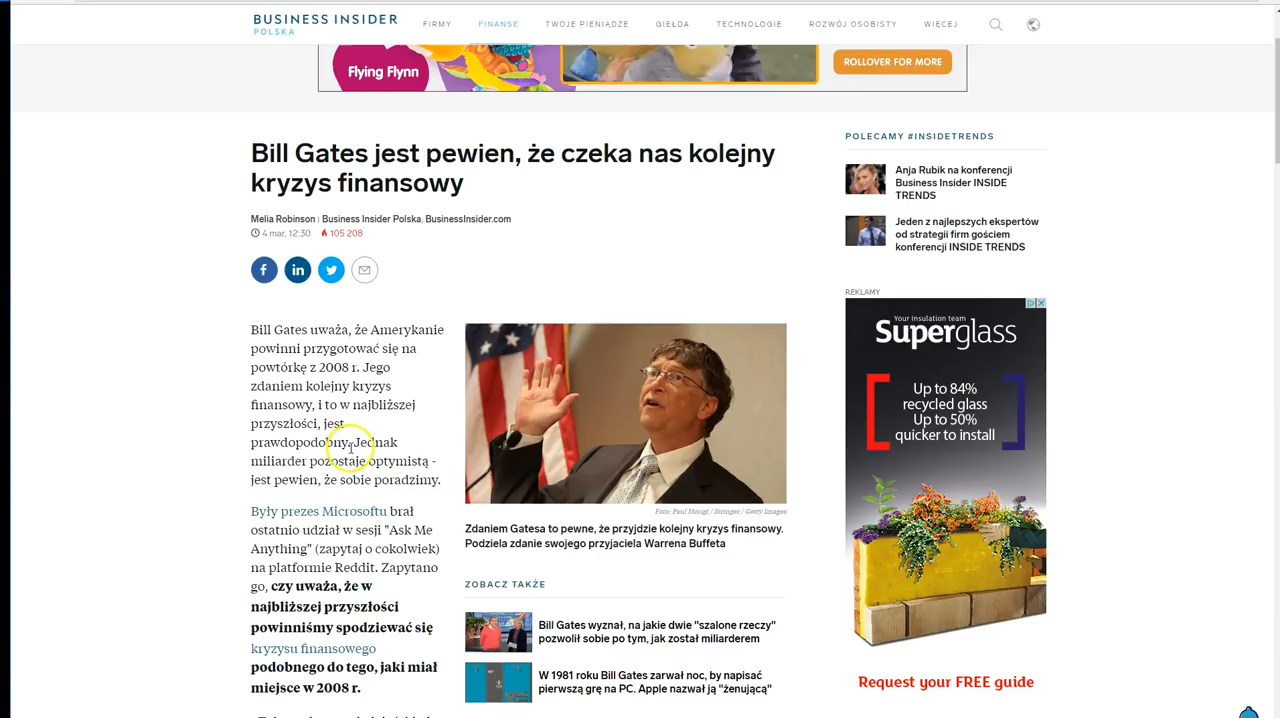 BUSINESS INSIDER
POLSKA
FIRMY FINANSE TWOJE PIENIĄDZE GIEŁDA TECHNOLOGIE ROZWÓJ OSOBISTY WIĘCEJ
Flying Flynn
ROLLOVER FOR MORE
Bill Gates jest pewien, że czeka nas kolejny
kryzys finansowy
Melia Robinson | Business Insider Polska, BusinessInsider.com
4 mar, 12:30 105 208
Bill Gates uważa, że Amerykanie
powinni przygotować się na
powtórkę z 2008 r. Jego
zdaniem kolejny kryzys
finansowy, i to w najbliższej
przyszłości, jest
prawdopodobny. Jednak
miliarder pozostaje optymistą -
jest pewien, że sobie poradzimy.
Były prezes Microsoftu brał
ostatnio udział w sesji "Ask Me
Anything" (zapytaj o cokolwiek)
na platformie Reddit. Zapytano
go, czy uważa, że w
najbliższej przyszłości
powinniśmy spodziewać się
kryzysu finansowego
podobnego do tego, jaki miał
miejsce w 2008 r.
Foto: Paul Morigi / Stringer / Getty Images
Zdaniem Gatesa to pewne, że przyjdzie kolejny kryzys finansowy.
Podziela zdanie swojego przyjaciela Warrena Buffeta
ZOBACZ TAKŻE
Bill Gates wyznał, na jakie dwie "szalone rzeczy"
pozwolił sobie po tym, jak został miliarderem
W 1981 roku Bill Gates zarwał noc, by napisać
pierwszą grę na PC. Apple nazwał ją "żenującą"
POLECAMY #INSIDETRENDS
Anja Rubik na konferencji
Business Insider INSIDE
TRENDS
Jeden z najlepszych ekspertów
od strategii firm gościem
konferencji INSIDE TRENDS
REKLAMY
Your insulation team
Superglass
Up to 84%
recycled glass
Up to 50%
quicker to install
Request your FREE guide